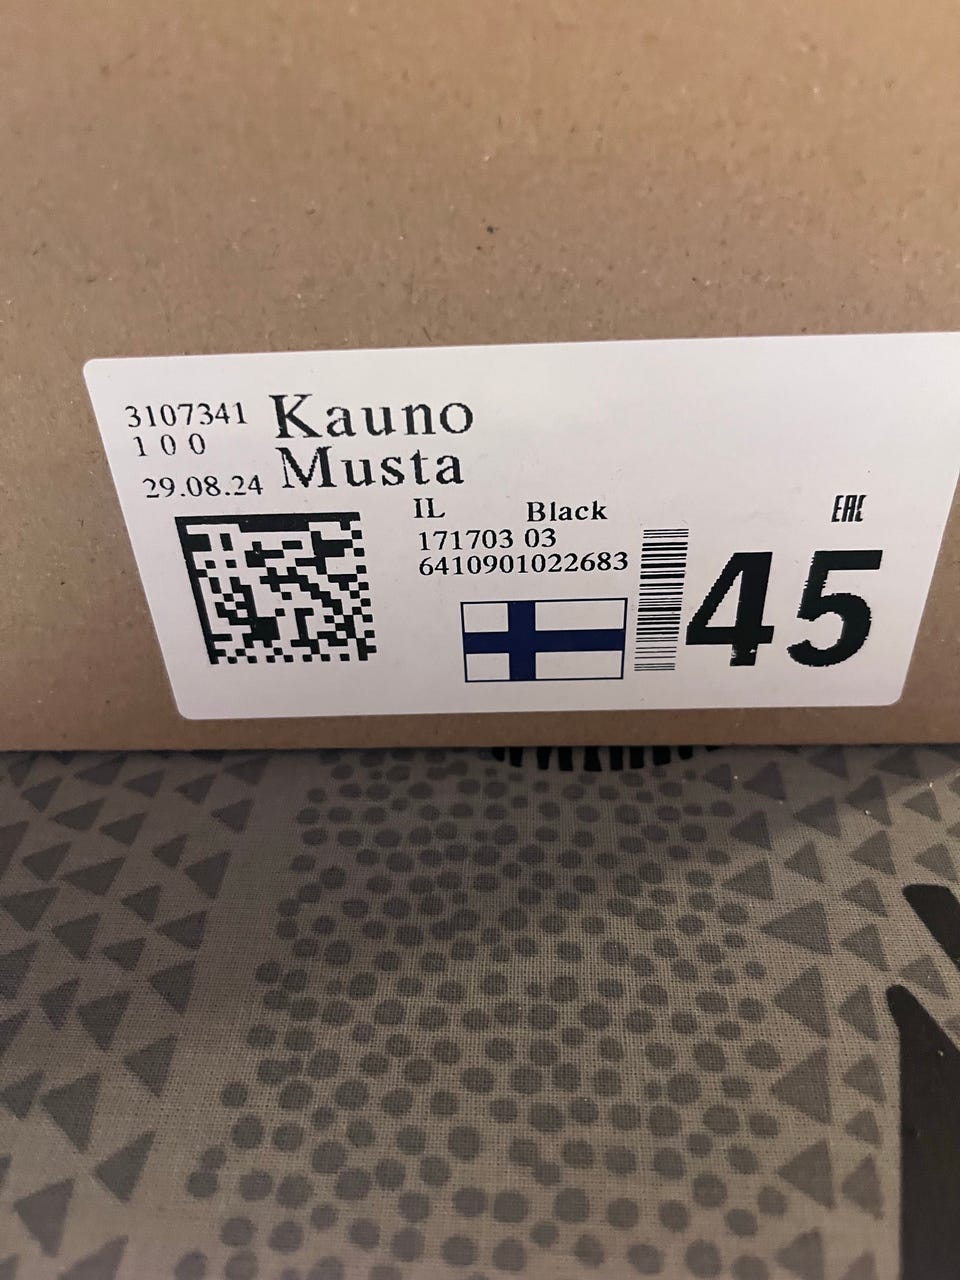 3107341
1 0 0
29.08.24
Kauno
Musta
IL Black
171703 03
6410901022683
EAC
45